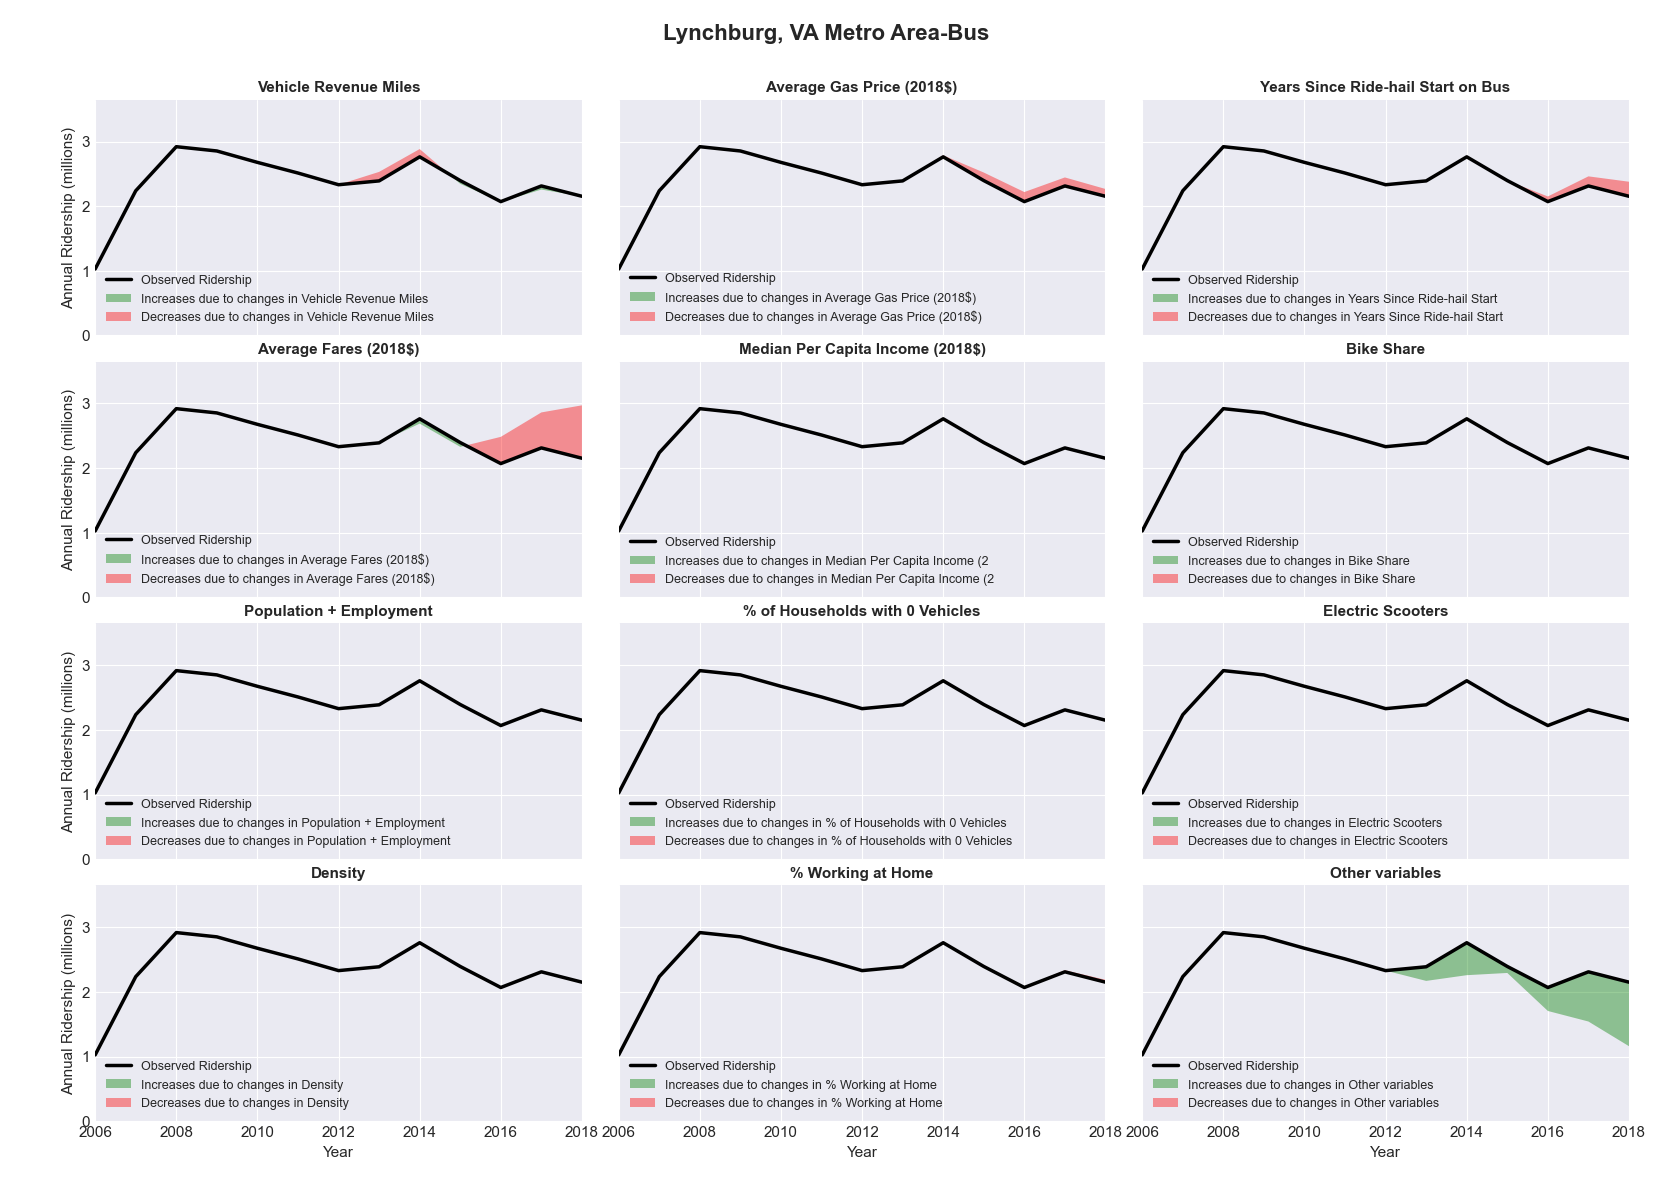 Lynchburg, VA Metro Area-Bus
Vehicle Revenue Miles
Annual Ridership (millions)
3
2
1
0
Observed Ridership
Increases due to changes in Vehicle Revenue Miles
Decreases due to changes in Vehicle Revenue Miles
Average Gas Price (2018$)
Observed Ridership
Increases due to changes in Average Gas Price (2018$)
Decreases due to changes in Average Gas Price (2018$)
Years Since Ride-hail Start on Bus
Observed Ridership
Increases due to changes in Years Since Ride-hail Start
Decreases due to changes in Years Since Ride-hail Start
Average Fares (2018$)
Annual Ridership (millions)
3
2
1
0
Observed Ridership
Increases due to changes in Average Fares (2018$)
Decreases due to changes in Average Fares (2018$)
Median Per Capita Income (2018$)
Observed Ridership
Increases due to changes in Median Per Capita Income (2
Decreases due to changes in Median Per Capita Income (2
Bike Share
Observed Ridership
Increases due to changes in Bike Share
Decreases due to changes in Bike Share
Population + Employment
Annual Ridership (millions)
3
2
1
0
Observed Ridership
Increases due to changes in Population + Employment
Decreases due to changes in Population + Employment
% of Households with 0 Vehicles
Observed Ridership
Increases due to changes in % of Households with 0 Vehicles
Decreases due to changes in % of Households with 0 Vehicles
Electric Scooters
Observed Ridership
Increases due to changes in Electric Scooters
Decreases due to changes in Electric Scooters
Density
Annual Ridership (millions)
3
2
1
0
Observed Ridership
Increases due to changes in Density
Decreases due to changes in Density
2006 2008 2010 2012 2014 2016 2018
Year
% Working at Home
Observed Ridership
Increases due to changes in % Working at Home
Decreases due to changes in % Working at Home
2006 2008 2010 2012 2014 2016 2018
Year
Other variables
Observed Ridership
Increases due to changes in Other variables
Decreases due to changes in Other variables
2006 2008 2010 2012 2014 2016 2018
Year